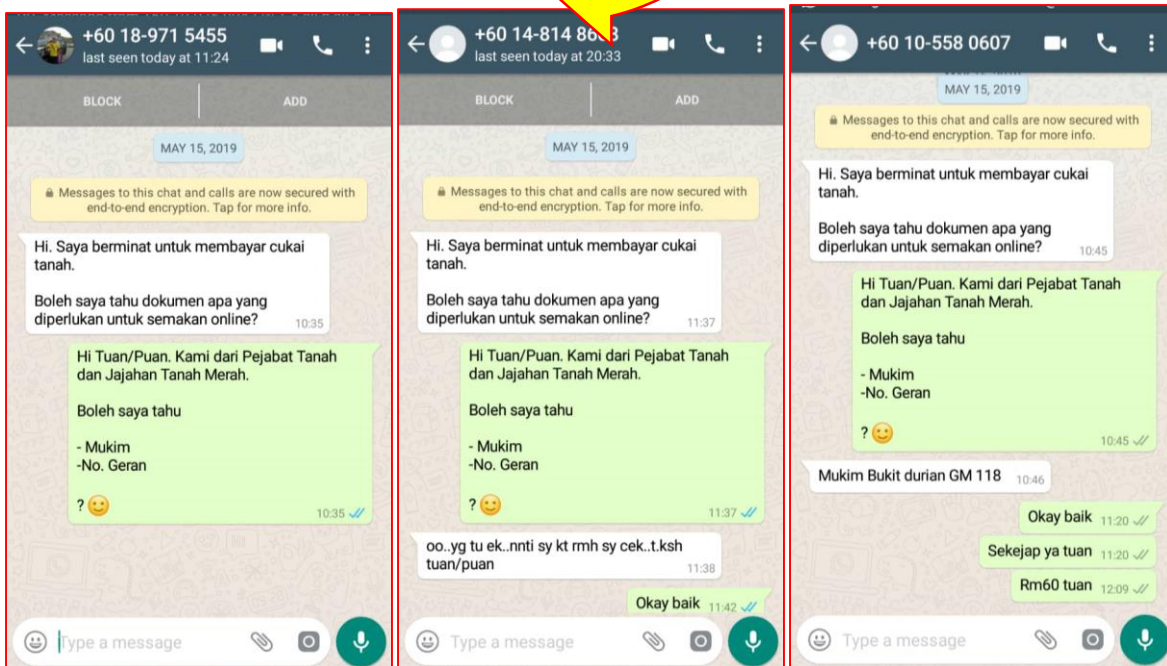 +60 18-971 5455
last seen today at 11:24
BLOCK
ADD
MAY 15, 2019
Messages to this chat and calls are now secured with
end-to-end encryption. Tap for more info.
Hi. Saya berminat untuk membayar cukai
tanah.
Boleh saya tahu dokumen apa yang
diperlukan untuk semakan online?
10:35
Hi Tuan/Puan. Kami dari Pejabat Tanah
dan Jajahan Tanah Merah.
Boleh saya tahu
- Mukim
-No. Geran
? 🙂
10:35
Type a message
+60 14-814
last seen today at 20:33
BLOCK
ADD
MAY 15, 2019
Messages to this chat and calls are now secured with
end-to-end encryption. Tap for more info.
Hi. Saya berminat untuk membayar cukai
tanah.
Boleh saya tahu dokumen apa yang
diperlukan untuk semakan online?
11:37
Hi Tuan/Puan. Kami dari Pejabat Tanah
dan Jajahan Tanah Merah.
Boleh saya tahu
- Mukim
-No. Geran
? 🙂
11:37
oo..yg tu ek..nnti sy kt rmh sy cek..t.ksh
tuan/puan
11:38
Okay baik 11:42
Type a message
+60 10-558 0607
MAY 15, 2019
Messages to this chat and calls are now secured with
end-to-end encryption. Tap for more info.
Hi. Saya berminat untuk membayar cukai
tanah.
Boleh saya tahu dokumen apa yang
diperlukan untuk semakan online?
10:45
Hi Tuan/Puan. Kami dari Pejabat Tanah
dan Jajahan Tanah Merah.
Boleh saya tahu
- Mukim
-No. Geran
? 🙂
10:45
Mukim Bukit durian GM 118 10:46
Okay baik 11:20
Sekejap ya tuan 11:20
Rm60 tuan 12:09
Type a message